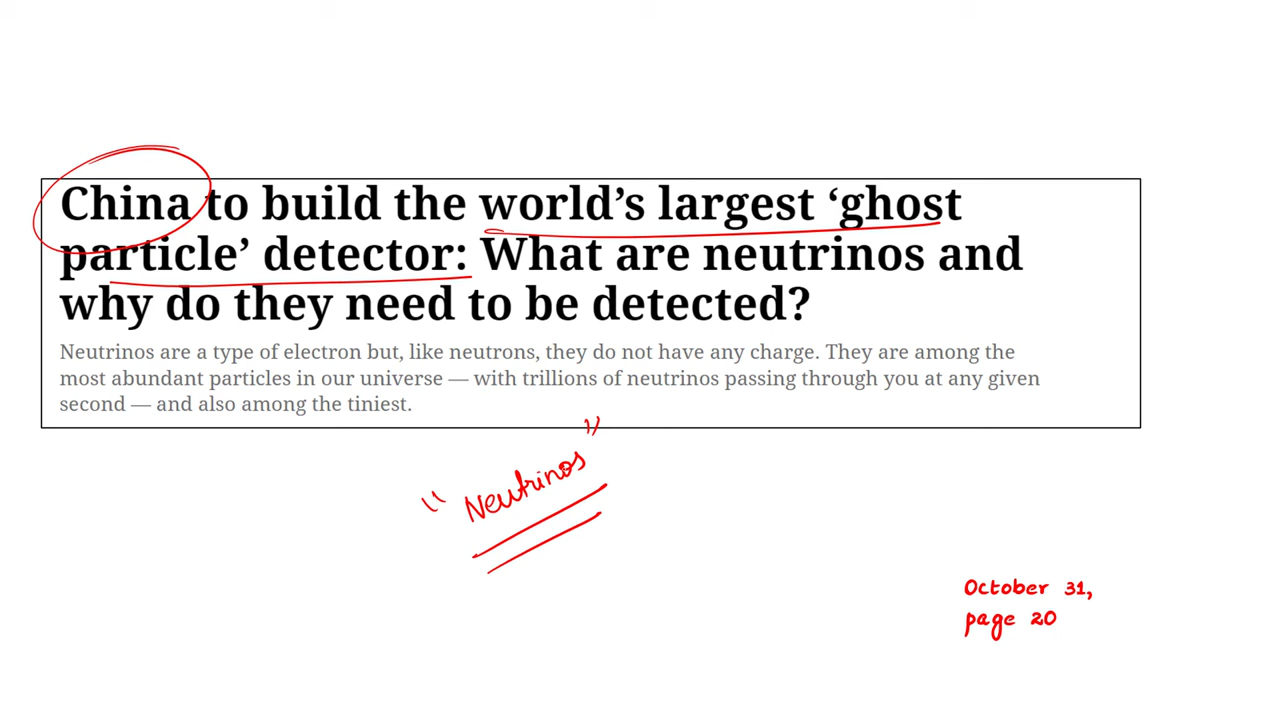 China to build the world’s largest ‘ghost
particle’ detector: What are neutrinos and
why do they need to be detected?
Neutrinos are a type of electron but, like neutrons, they do not have any charge. They are among the
most abundant particles in our universe — with trillions of neutrinos passing through you at any given
second — and also among the tiniest.
"Neutrinos"
October 31,
page 20